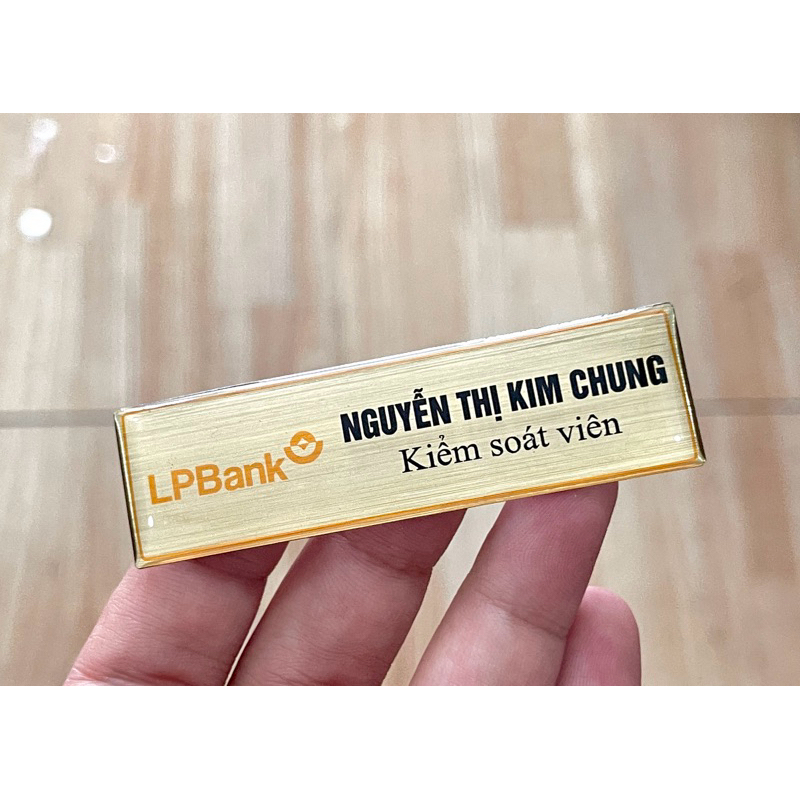 LPBank
NGUYỄN THỊ KIM CHUNG
Kiểm soát viên